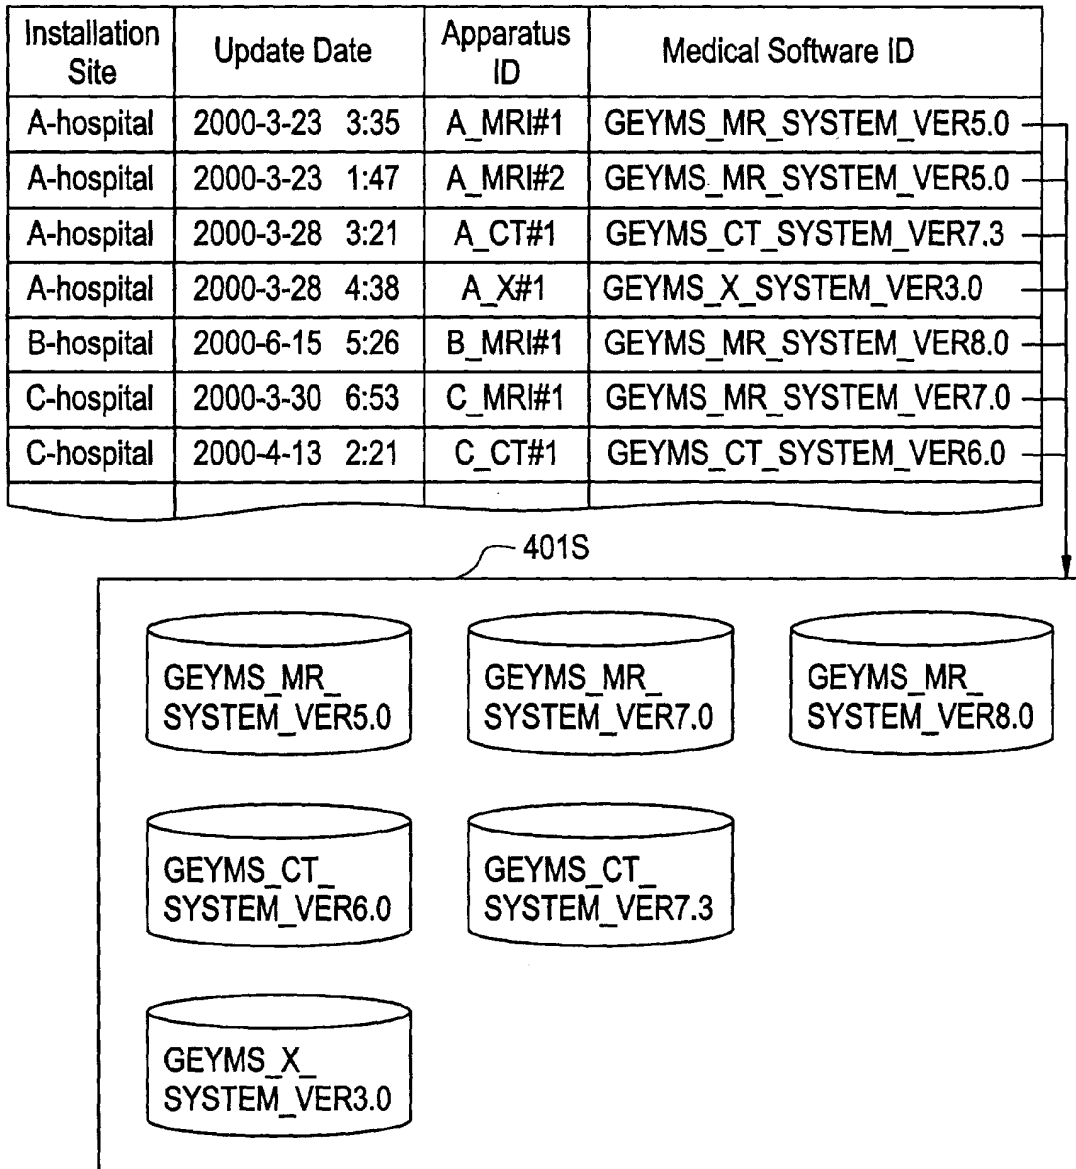 Installation Site Update Date Apparatus ID Medical Software ID
A-hospital 2000-3-23 3:35 A_MRI#1 GEYMS_MR_SYSTEM_VER5.0
A-hospital 2000-3-23 1:47 A_MRI#2 GEYMS_MR_SYSTEM_VER5.0
A-hospital 2000-3-28 3:21 A_CT#1 GEYMS_CT_SYSTEM_VER7.3
A-hospital 2000-3-28 4:38 A_X#1 GEYMS_X_SYSTEM_VER3.0
B-hospital 2000-6-15 5:26 B_MRI#1 GEYMS_MR_SYSTEM_VER8.0
C-hospital 2000-3-30 6:53 C_MRI#1 GEYMS_MR_SYSTEM_VER7.0
C-hospital 2000-4-13 2:21 C_CT#1 GEYMS_CT_SYSTEM_VER6.0
401S
GEYMS_MR_
SYSTEM_VER5.0
GEYMS_MR_
SYSTEM_VER7.0
GEYMS_MR_
SYSTEM_VER8.0
GEYMS_CT_
SYSTEM_VER6.0
GEYMS_CT_
SYSTEM_VER7.3
GEYMS_X_
SYSTEM_VER3.0